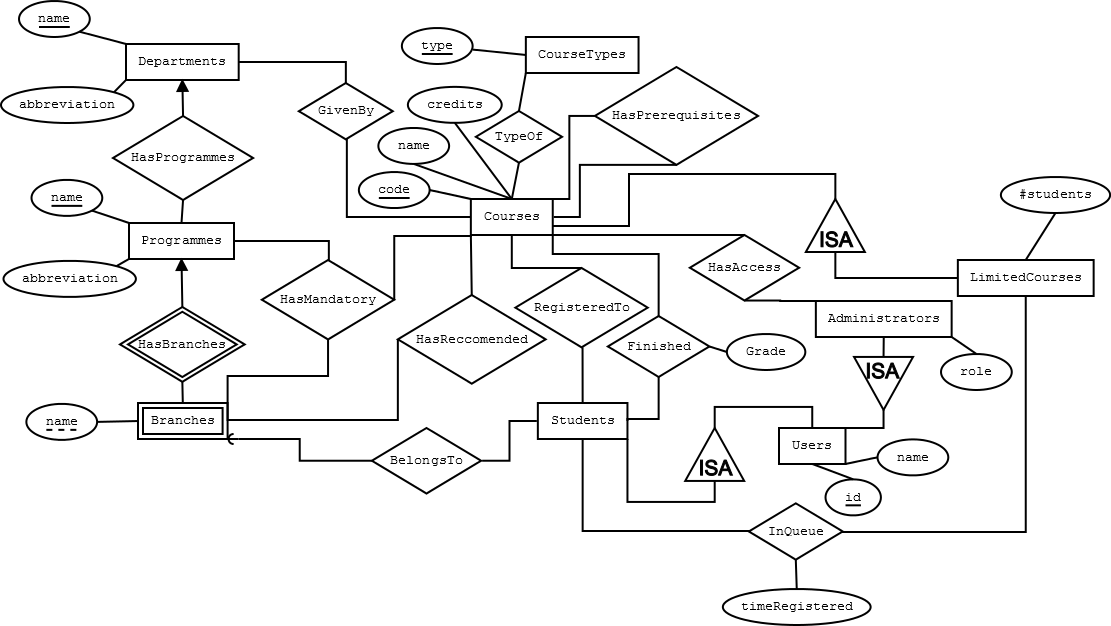 name
type
CourseTypes
Departments
abbreviation
GivenBy
credits
HasPrerequisites
TypeOf
name
HasProgrammes
code
name
#students
Courses
Programmes
ISA
abbreviation
HasAccess
LimitedCourses
HasMandatory
RegisteredTo
Administrators
HasReccomended
Finished
Grade
HasBranches
ISA
role
name
Branches
Students
Users
name
BelongsTo
ISA
id
InQueue
timeRegistered